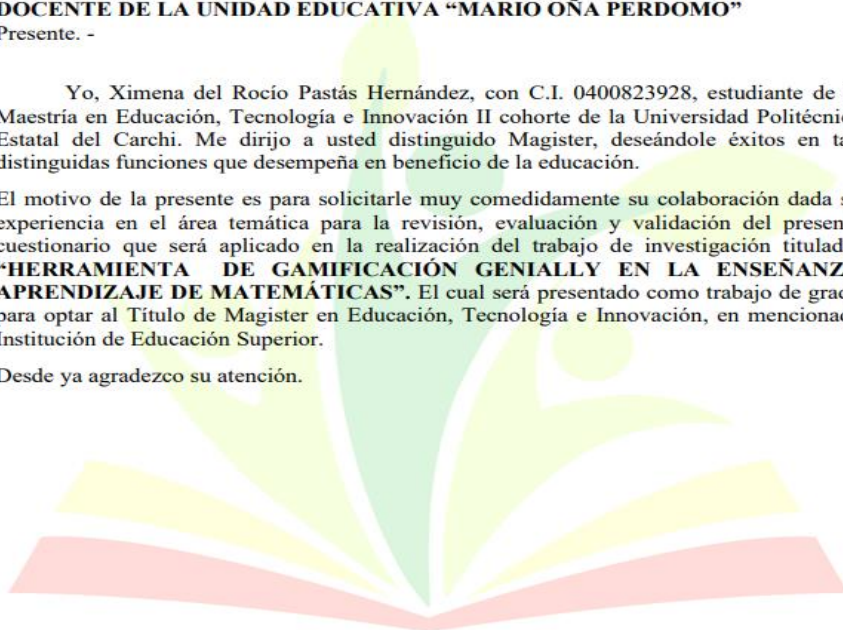 DOCENTE DE LA UNIDAD EDUCATIVA “MARIO OÑA PERDOMO”
Presente. -
Yo, Ximena del Rocío Pastás Hernández, con C.I. 0400823928, estudiante de
Maestría en Educación, Tecnología e Innovación II cohorte de la Universidad Politécnic
Estatal del Carchi. Me dirijo a usted distinguido Magister, deseándole éxitos en ta
distinguidas funciones que desempeña en beneficio de la educación.
El motivo de la presente es para solicitarle muy comedidamente su colaboración dada s
experiencia en el área temática para la revisión, evaluación y validación del presen
cuestionario que será aplicado en la realización del trabajo de investigación titulad
“HERRAMIENTA DE GAMIFICACIÓN GENIALLY EN LA ENSEÑANZ
APRENDIZAJE DE MATEMÁTICAS”. El cual será presentado como trabajo de grad
para optar al Título de Magister en Educación, Tecnología e Innovación, en mencionad
Institución de Educación Superior.
Desde ya agradezco su atención.